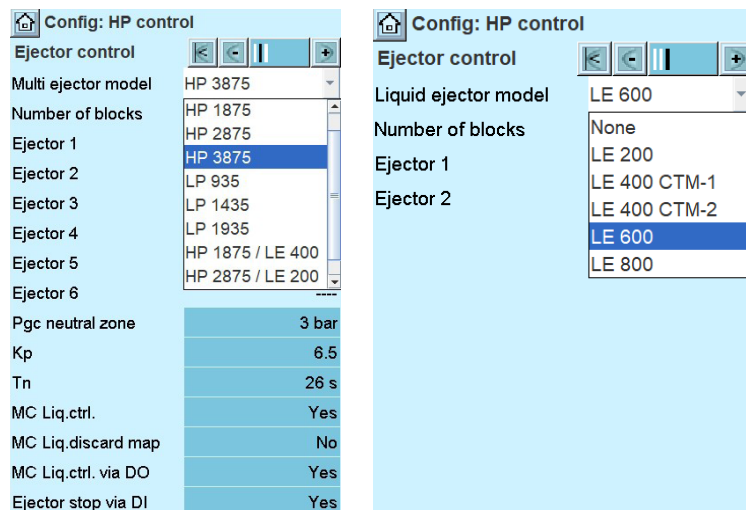 Config: HP control
Ejector control
Multi ejector model HP 3875
Number of blocks HP 1875
HP 2875
Ejector 1 HP 3875
Ejector 2 LP 935
Ejector 3 LP 1435
Ejector 4 LP 1935
Ejector 5 HP 1875 / LE 400
HP 2875 / LE 200
Ejector 6 ----
Pgc neutral zone 3 bar
Kp 6.5
Tn 26 s
MC Liq.ctrl. Yes
MC Liq.discard map No
MC Liq.ctrl. via DO Yes
Ejector stop via DI Yes
Config: HP control
Ejector control
Liquid ejector model LE 600
Number of blocks None
Ejector 1 LE 200
LE 400 CTM-1
Ejector 2 LE 400 CTM-2
LE 600
LE 800